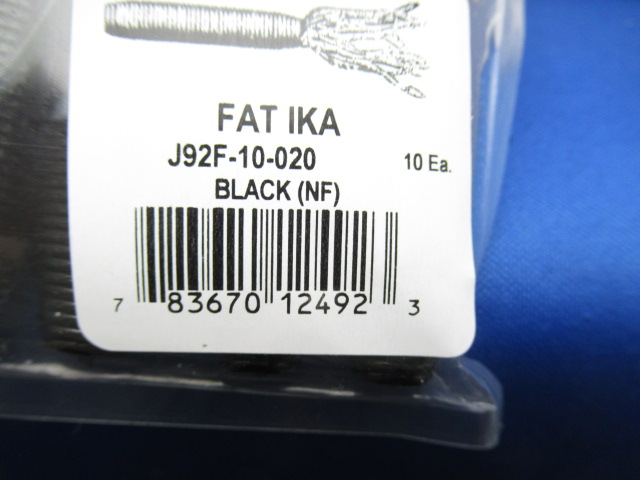 FAT IKA
J92F-10-020 10 Ea.
BLACK (NF)
7 83670 12492 3